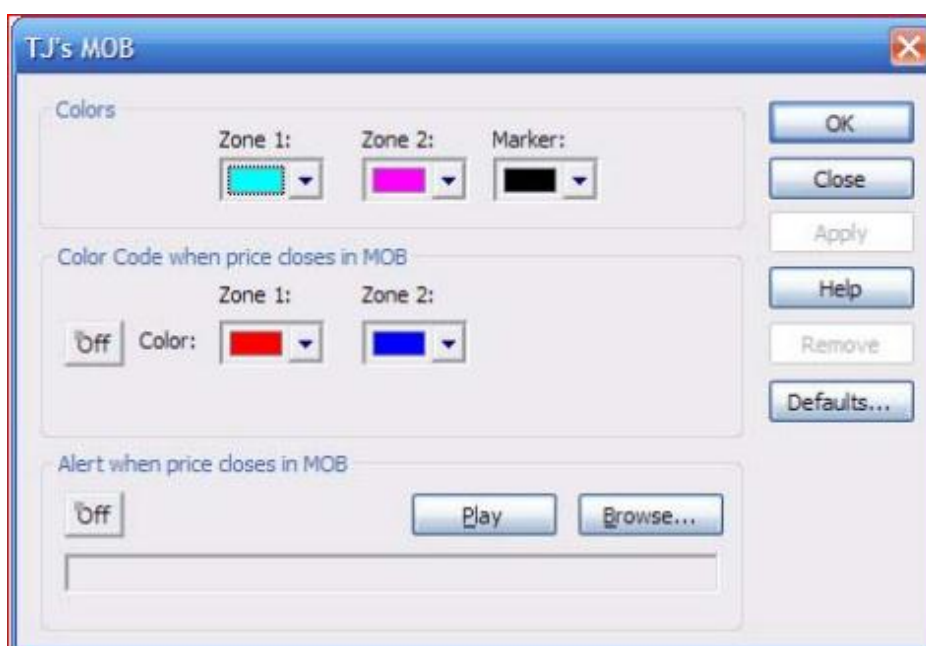 TJ's MOB
Colors
Zone 1: Zone 2: Marker:
OK
Close
Apply
Color Code when price closes in MOB
Zone 1: Zone 2:
Off Color:
Help
Remove
Defaults...
Alert when price closes in MOB
Off Play Browse...